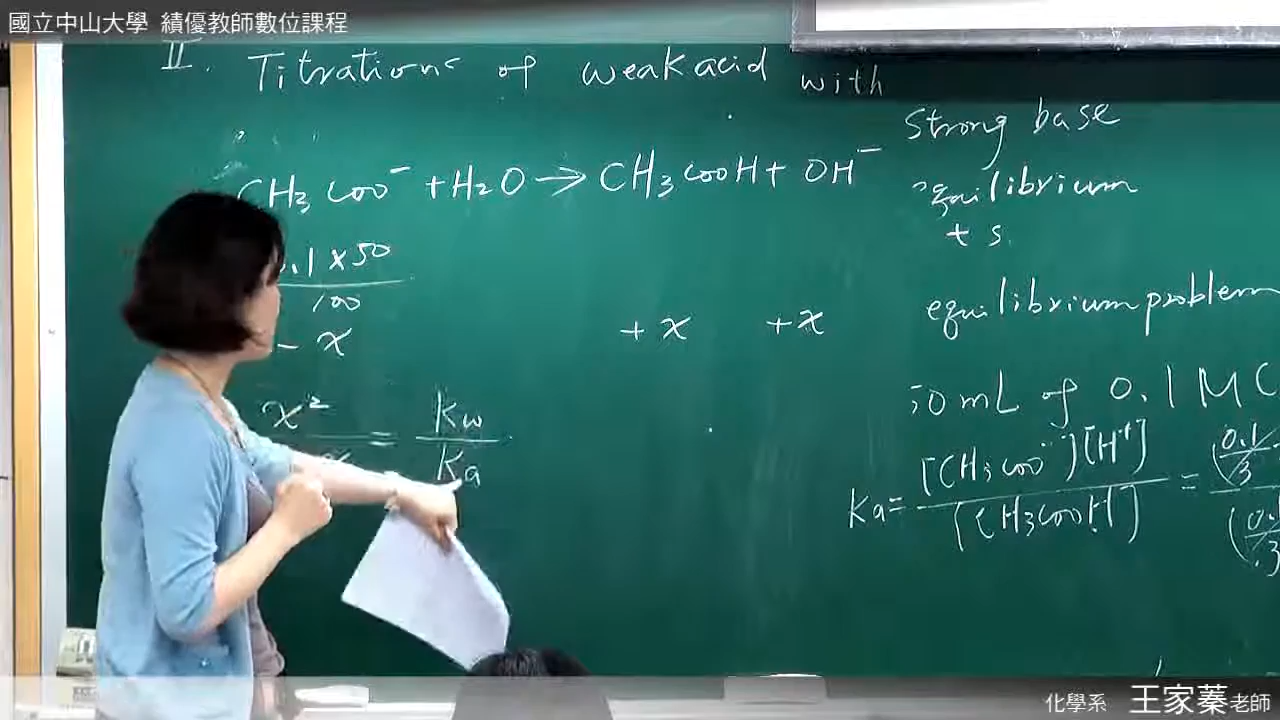 國立中山大學 績優教師數位課程
II. Titrations of weak acid with
strong base
CH3COO⁻ + H2O → CH3COOH + OH⁻
equilibrium
+ s.
.1 × 50
100
equilibrium problem
- x
+ x
+ x
50 mL of 0.1 M C
x²
=
Kw
Ka
Ka = [CH3COO⁻][H⁺]
[CH3COOH]
= (0.1/3
化學系 王家蓁老師